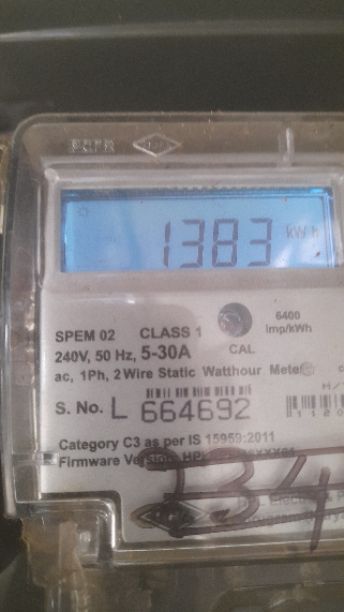 1383 kWh
6400
imp/kWh
SPEM 02 CLASS 1
CAL
240V, 50 Hz, 5-30A
ac, 1Ph, 2 Wire Static Watthour Meter
S. No. L 664692
Category C3 as per IS 15959:2011
Firmware Version:
B4